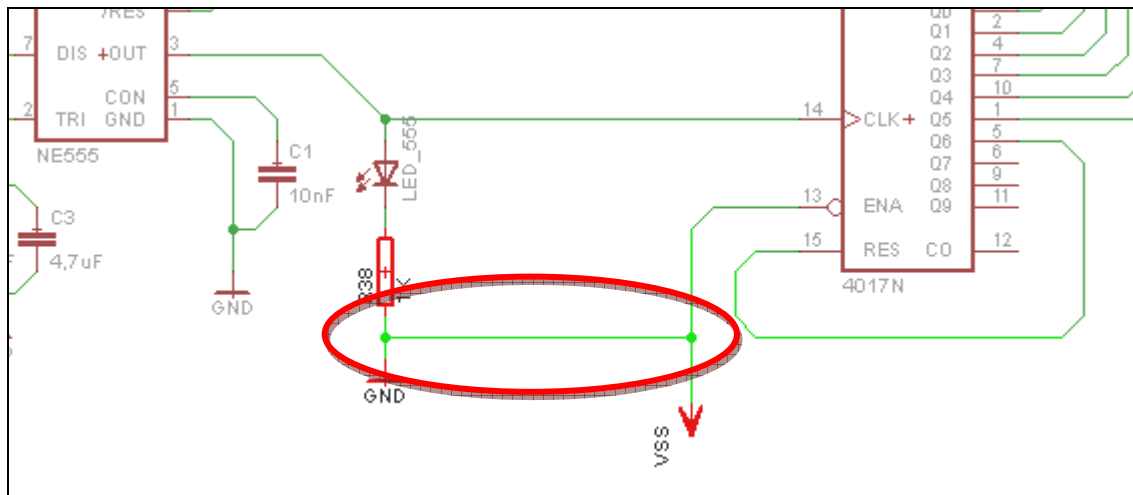 /RES
7 DIS +OUT 3
CON 5
2 TRI GND 1
NE555
C1
10nF
C3
4,7uF
GND
LED_555
R38
1K
GND
VSS
14 CLK+
13 ENA
15 RES
Q0
Q1 2
Q2 4
Q3 7
Q4 10
Q5 1
Q6 5
Q7 6
Q8 9
Q9 11
CO 12
4017N